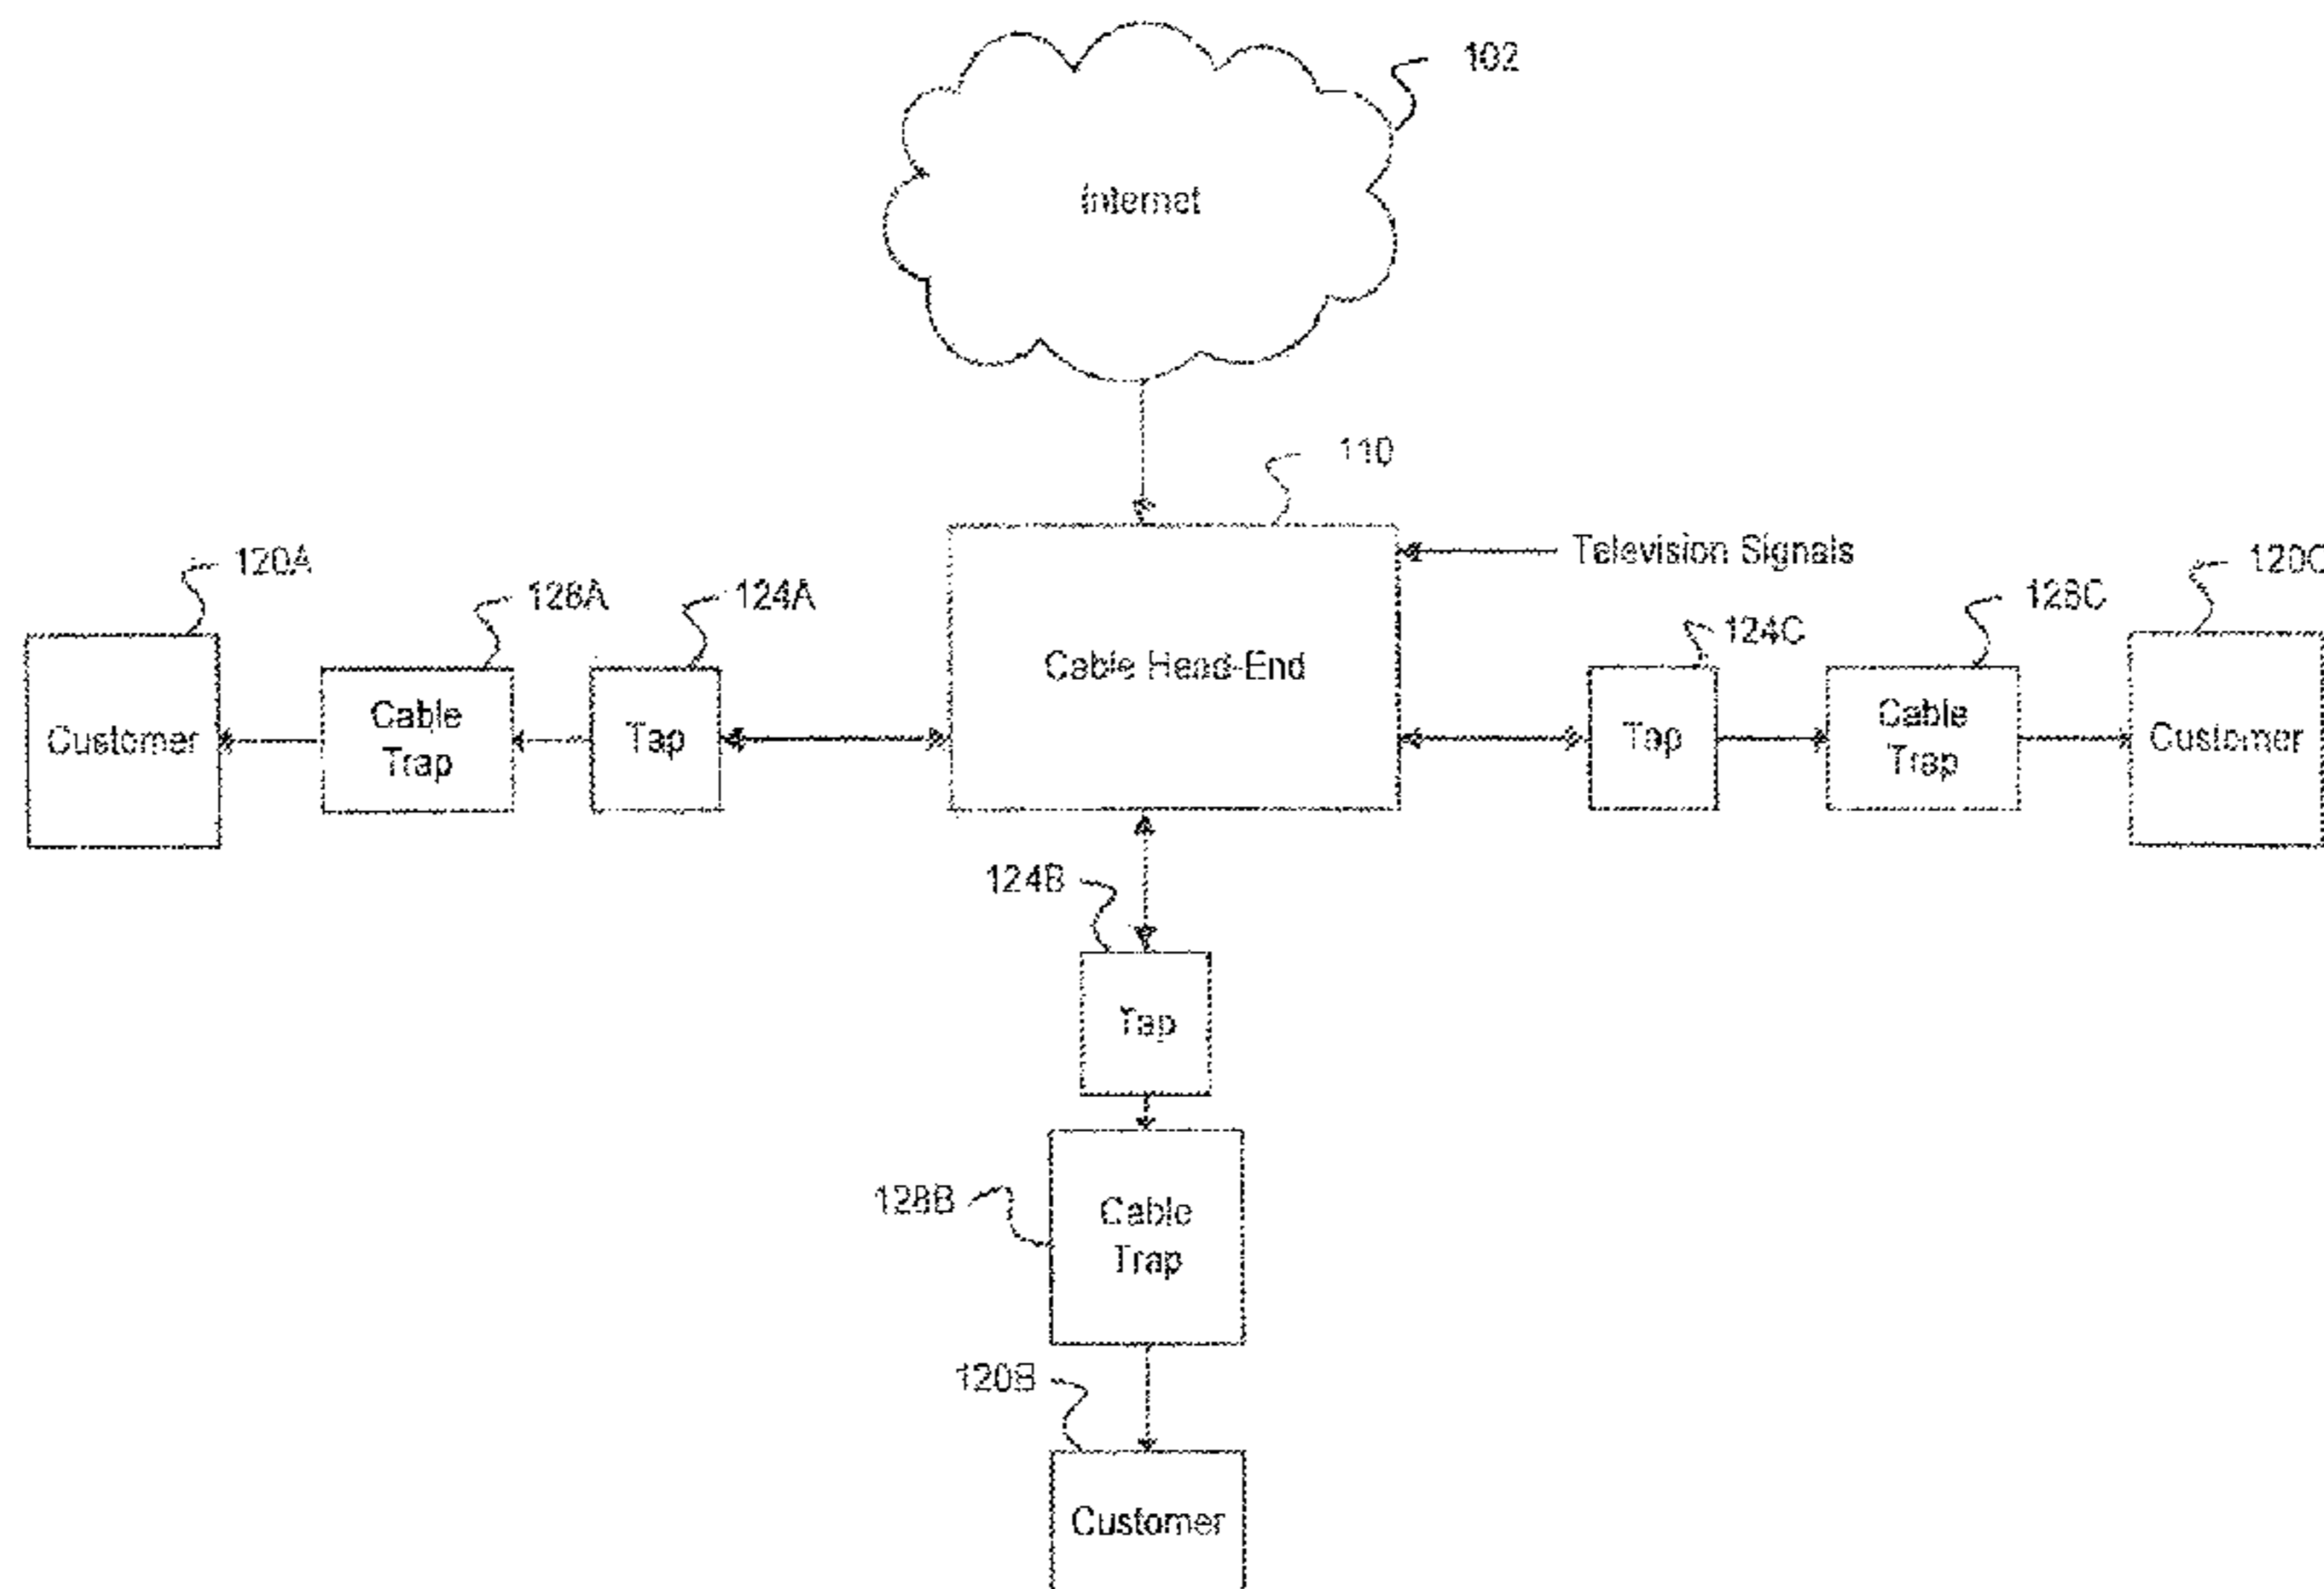 102
Internet
110
Television Signals
120A
128A
124A
Cable Head-End
124C
128C
120C
Customer
Cable
Trap
Tap
Tap
Cable
Trap
Customer
124B
Tap
128B
Cable
Trap
120B
Customer